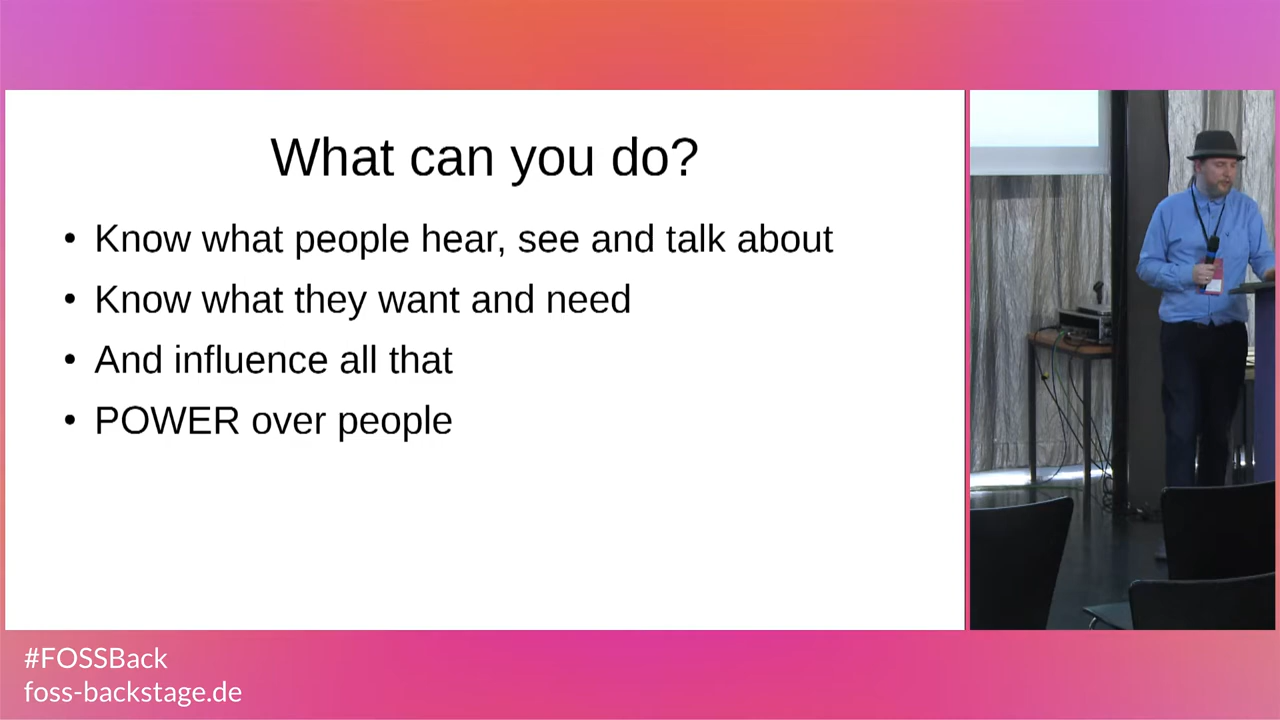 What can you do?
• Know what people hear, see and talk about
• Know what they want and need
• And influence all that
• POWER over people
#FOSSBack
foss-backstage.de